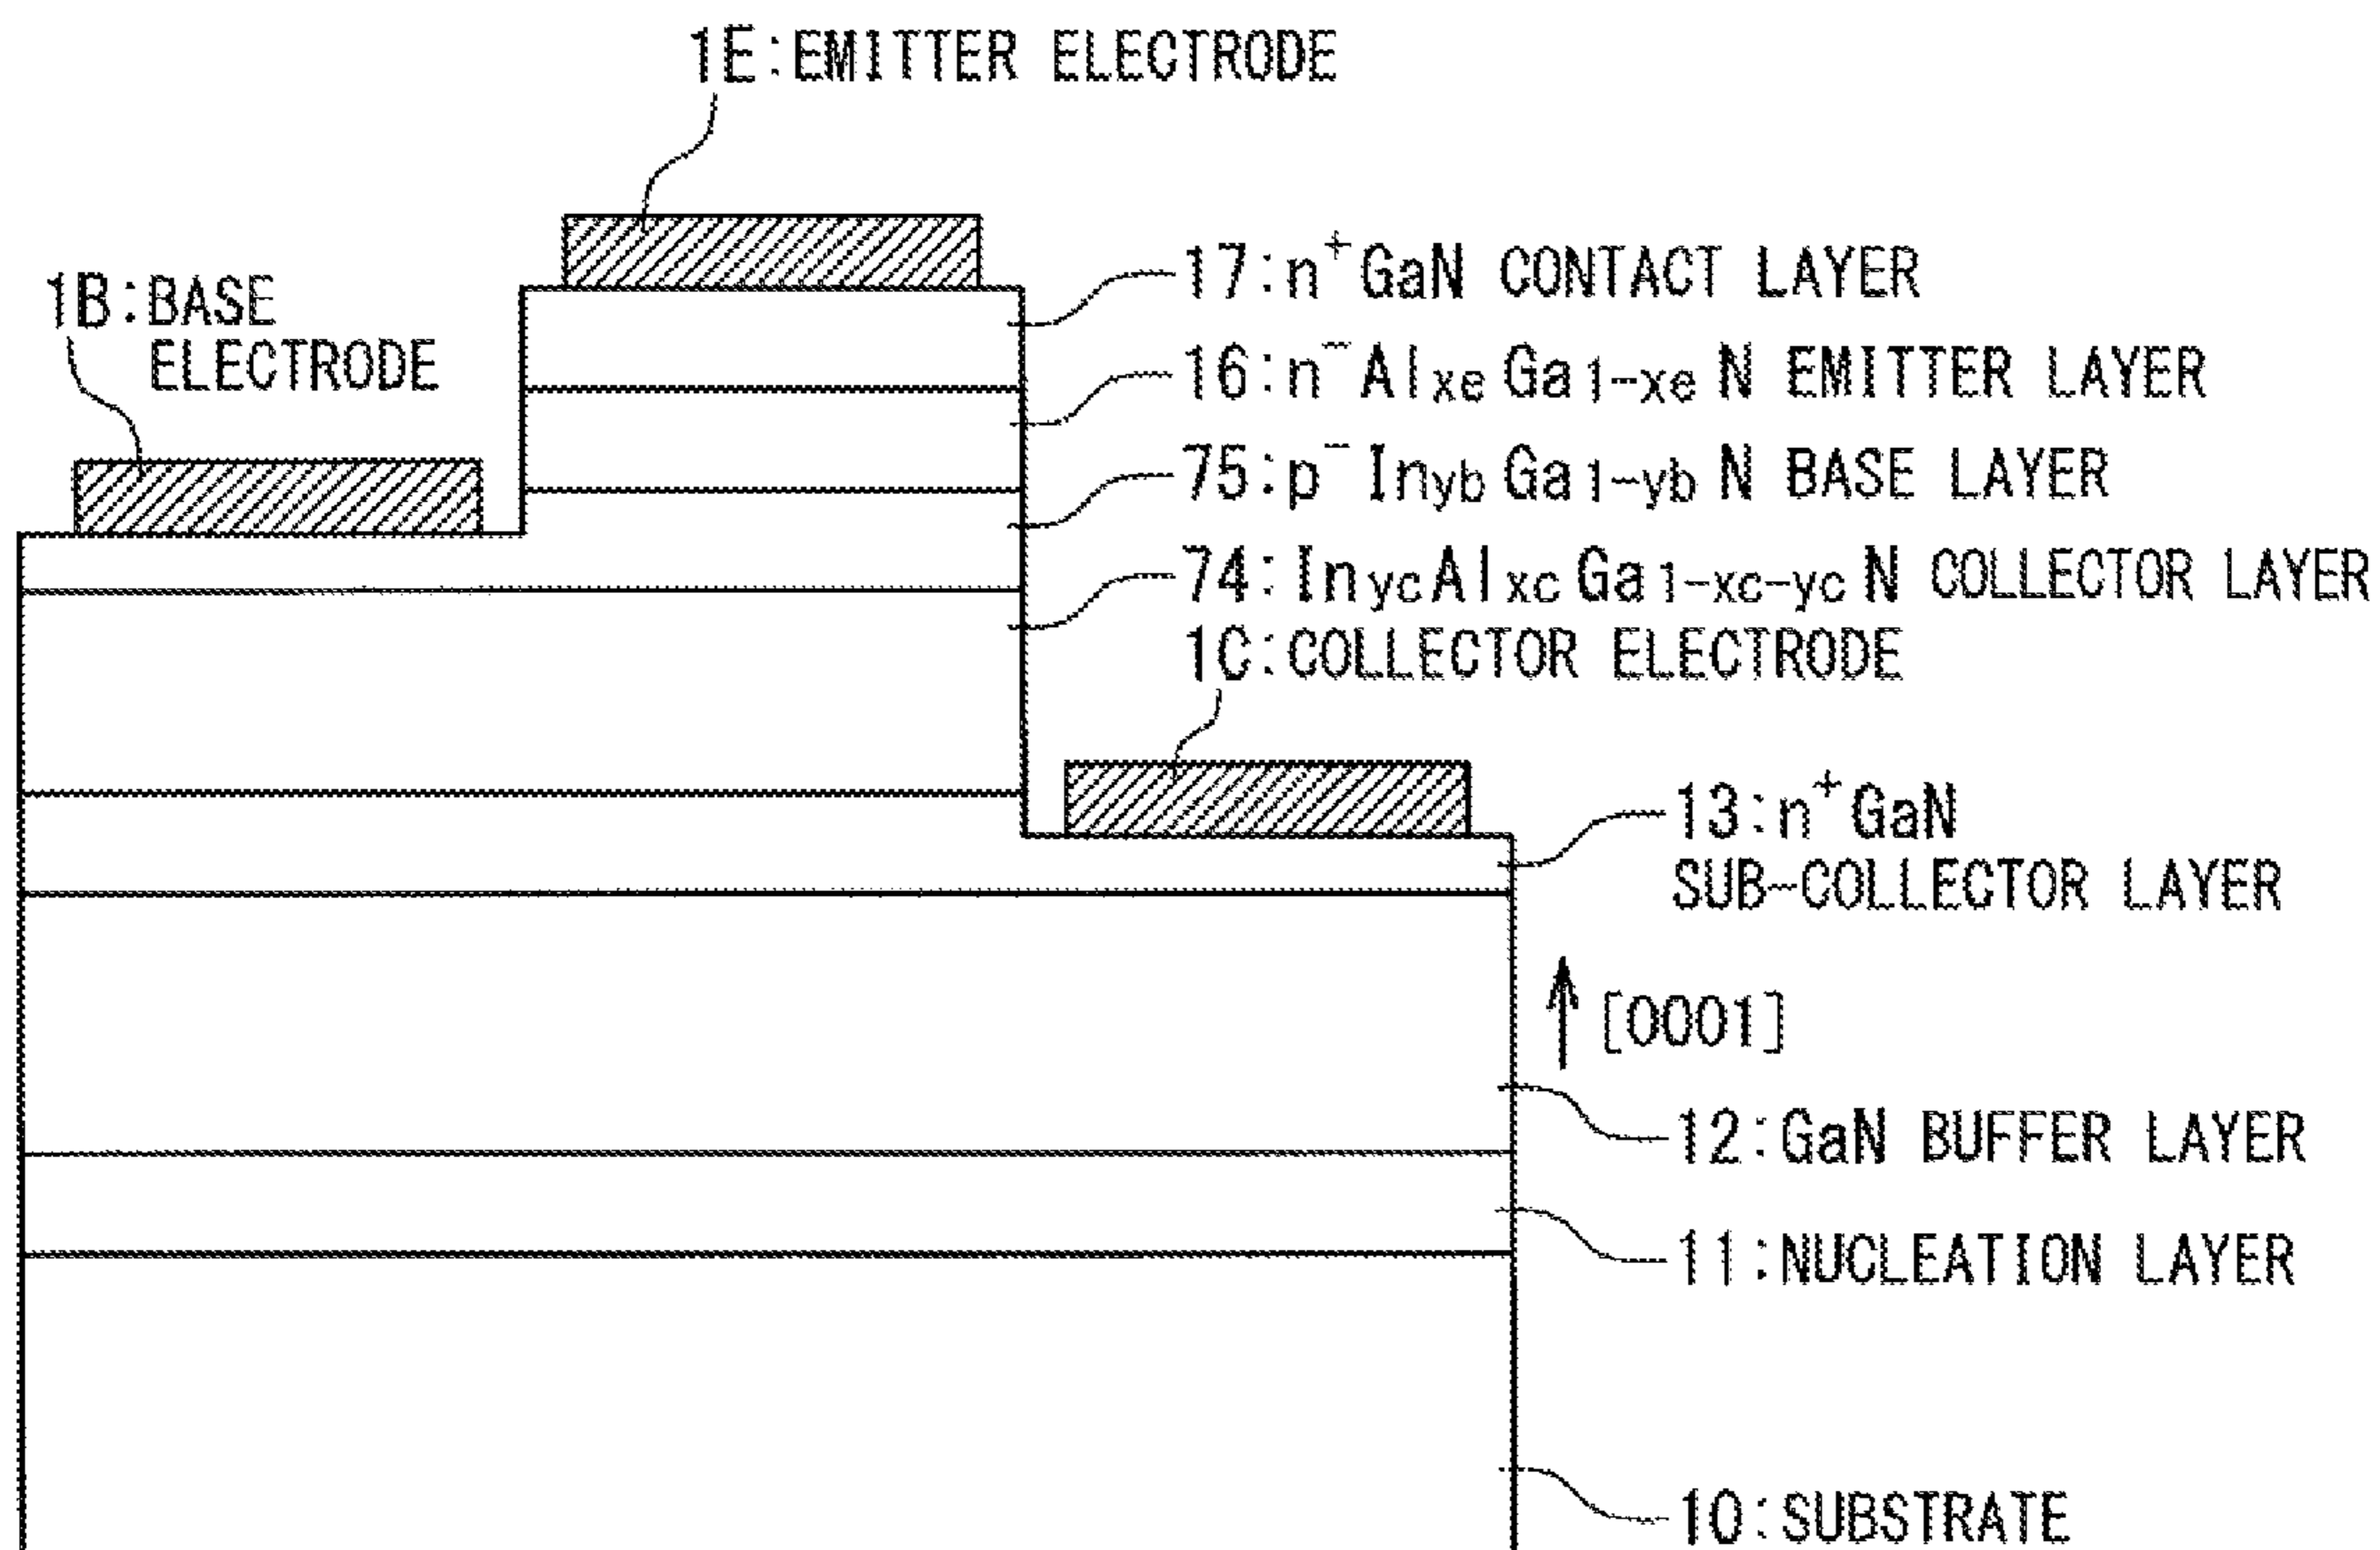 1E:EMITTER ELECTRODE
1B:BASE
ELECTRODE
17:n⁺GaN CONTACT LAYER
16:n⁻AlxeGa1-xeN EMITTER LAYER
75:p⁻InybGa1-ybN BASE LAYER
74:InycAlxcGa1-xc-ycN COLLECTOR LAYER
1C:COLLECTOR ELECTRODE
13:n⁺GaN
SUB-COLLECTOR LAYER
[0001]
12:GaN BUFFER LAYER
11:NUCLEATION LAYER
10:SUBSTRATE